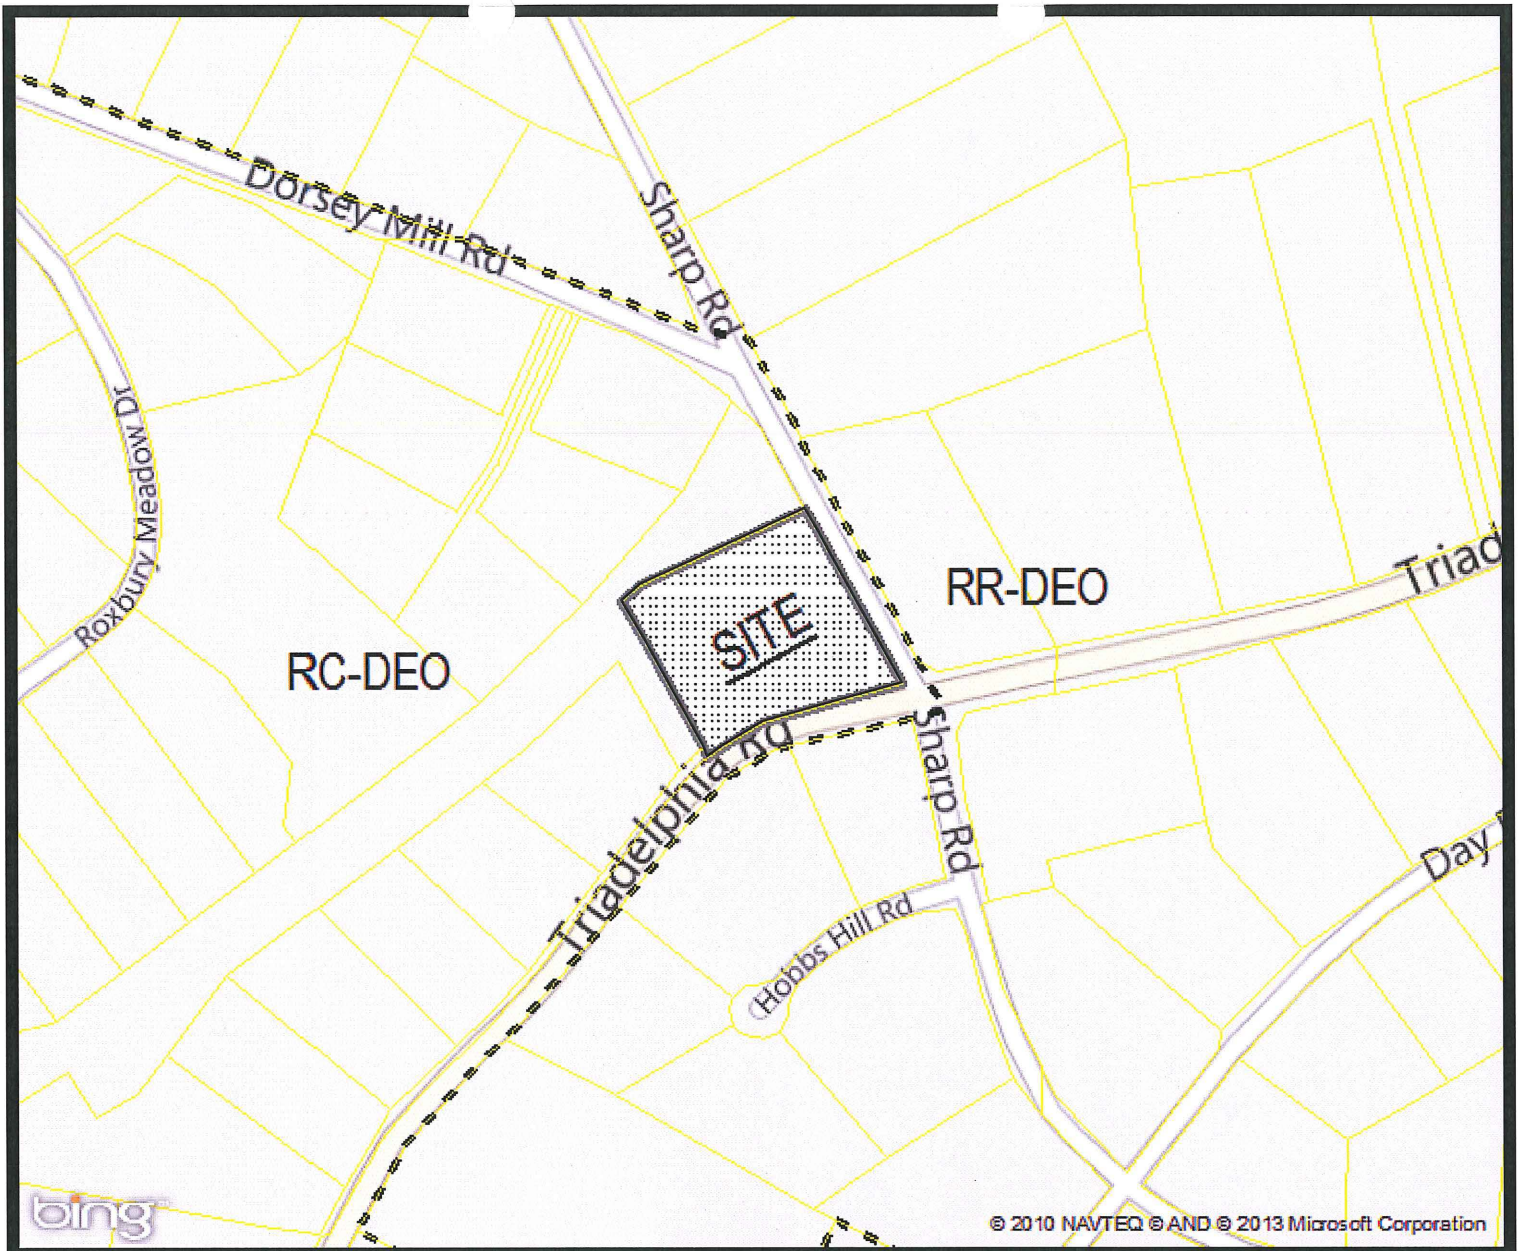 Dorsey Mill Rd
Sharp Rd
Roxbury Meadow Dr
RR-DEO
Triad
SITE
RC-DEO
Triadelphia Rd
Sharp Rd
Day
Hobbs Hill Rd
bing
© 2010 NAVTEQ © AND © 2013 Microsoft Corporation